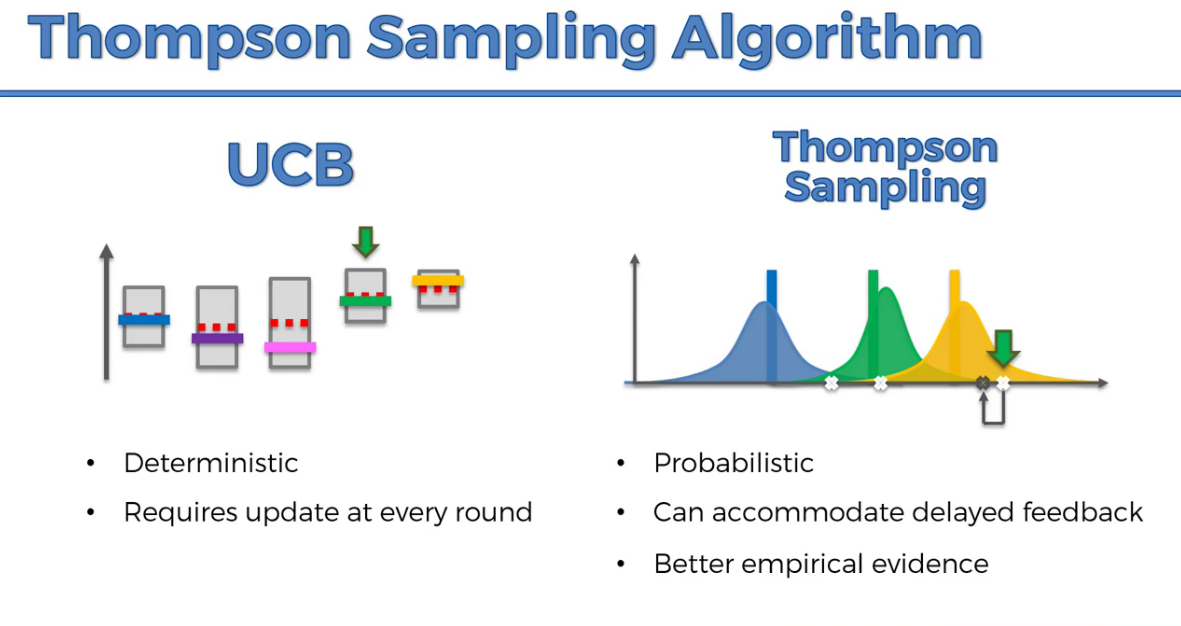 Thompson Sampling Algorithm
UCB
• Deterministic
• Requires update at every round
Thompson
Sampling
• Probabilistic
• Can accommodate delayed feedback
• Better empirical evidence